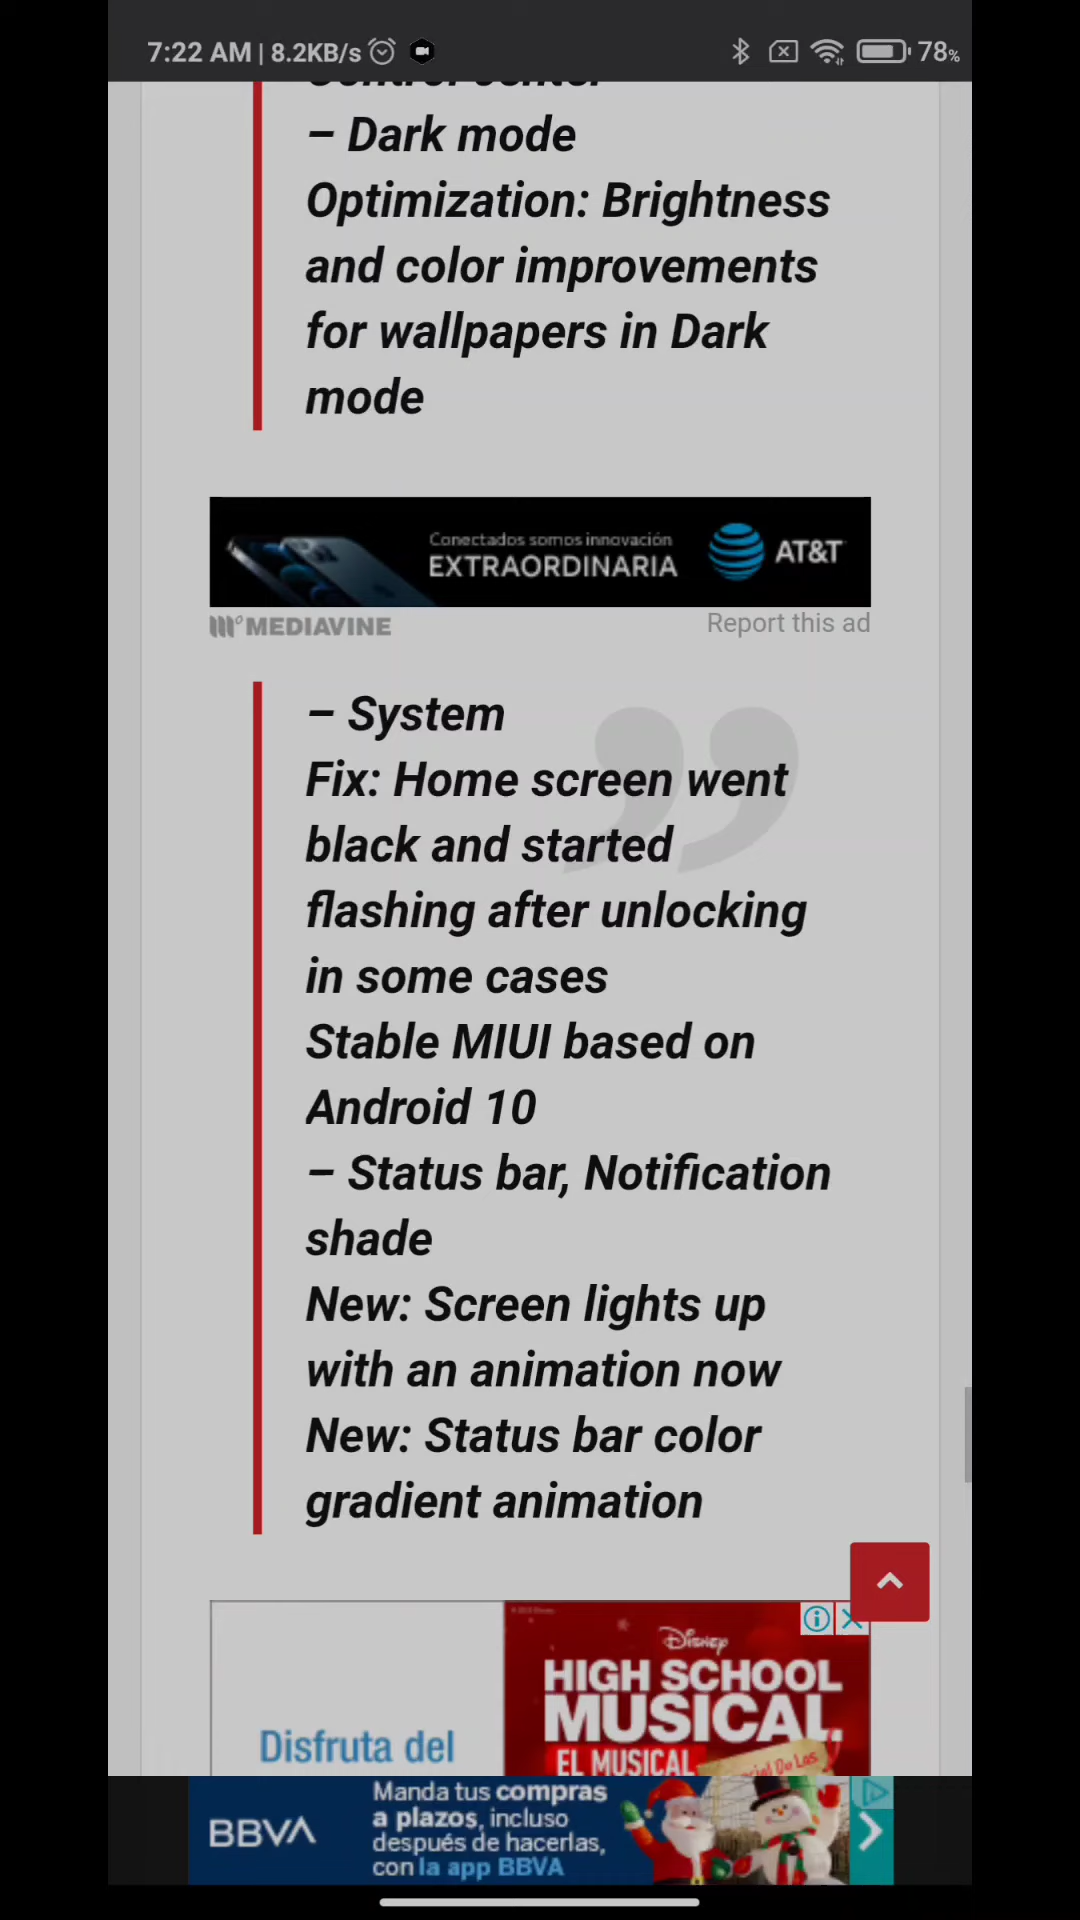 7:22 AM | 8.2KB/s 78%
Control center
– Dark mode
Optimization: Brightness
and color improvements
for wallpapers in Dark
mode
Conectados somos innovación
EXTRAORDINARIA
AT&T
MEDIAVINE Report this ad
– System
Fix: Home screen went
black and started
flashing after unlocking
in some cases
Stable MIUI based on
Android 10
– Status bar, Notification
shade
New: Screen lights up
with an animation now
New: Status bar color
gradient animation
Disney
HIGH SCHOOL
MUSICAL
EL MUSICAL
Disfruta del
BBVA
Manda tus compras
a plazos, incluso
después de hacerlas,
con la app BBVA